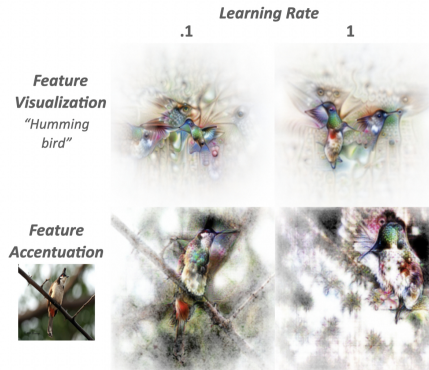 Learning Rate
.1 1
Feature
Visualization
“Humming
bird”
Feature
Accentuation